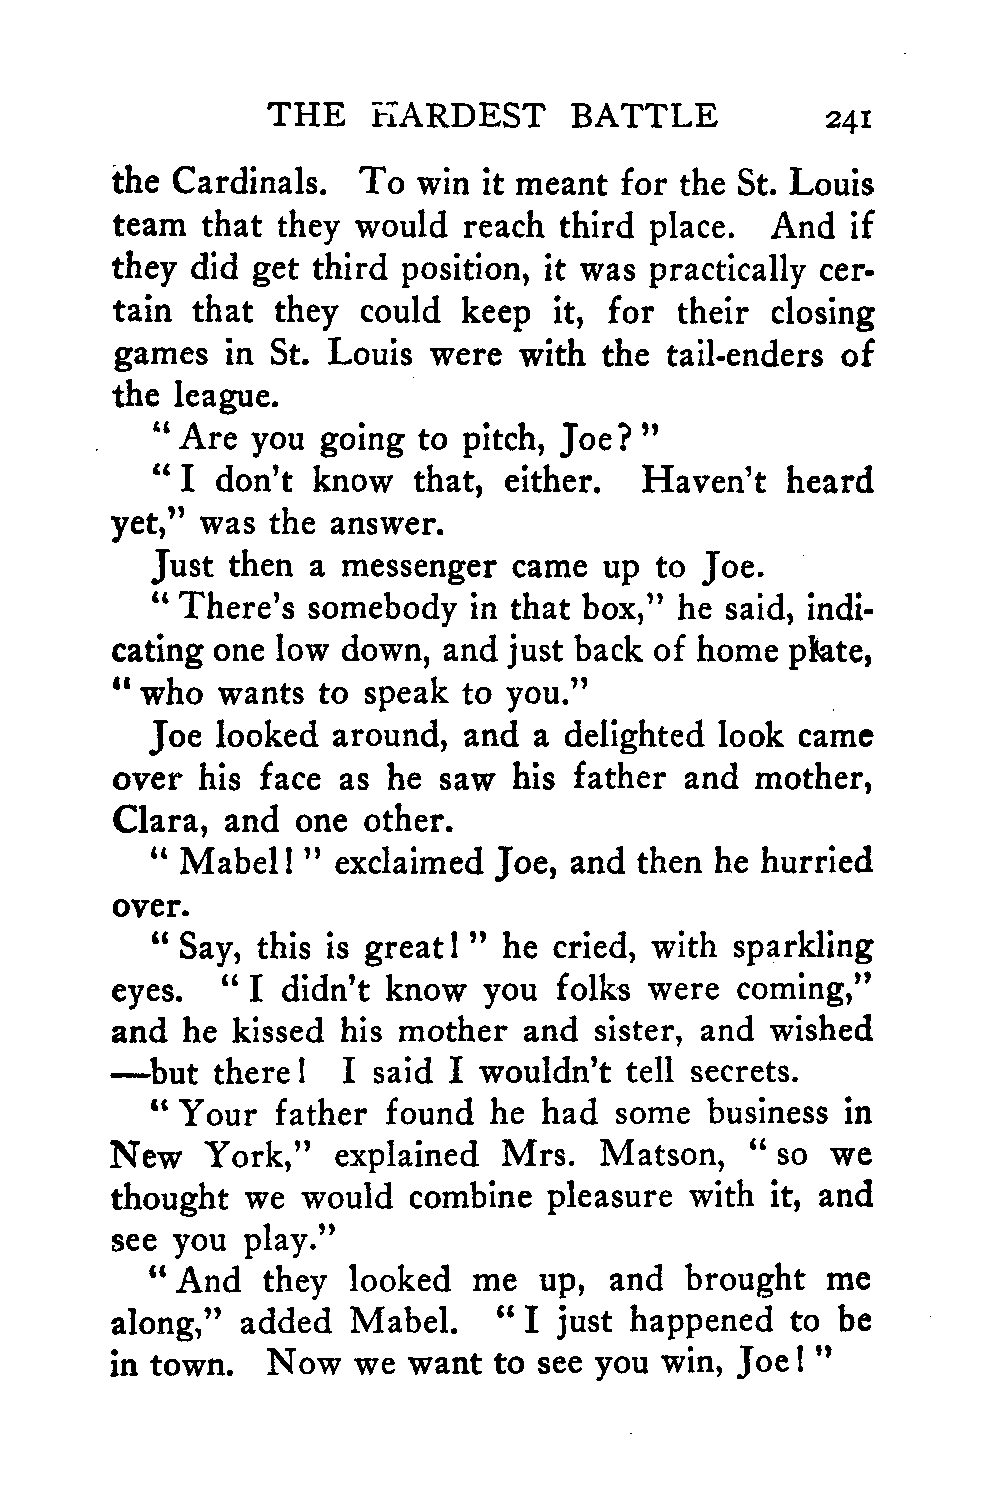 THE HARDEST BATTLE 241
the Cardinals. To win it meant for the St. Louis
team that they would reach third place. And if
they did get third position, it was practically cer-
tain that they could keep it, for their closing
games in St. Louis were with the tail-enders of
the league.
“ Are you going to pitch, Joe? ”
“ I don't know that, either. Haven't heard
yet,” was the answer.
Just then a messenger came up to Joe.
“ There's somebody in that box,” he said, indi-
cating one low down, and just back of home plate,
“ who wants to speak to you.”
Joe looked around, and a delighted look came
over his face as he saw his father and mother,
Clara, and one other.
“ Mabel! ” exclaimed Joe, and then he hurried
over.
“ Say, this is great! ” he cried, with sparkling
eyes. “ I didn't know you folks were coming,”
and he kissed his mother and sister, and wished
—but there! I said I wouldn't tell secrets.
“ Your father found he had some business in
New York,” explained Mrs. Matson, “ so we
thought we would combine pleasure with it, and
see you play.”
“ And they looked me up, and brought me
along,” added Mabel. “ I just happened to be
in town. Now we want to see you win, Joe! ”